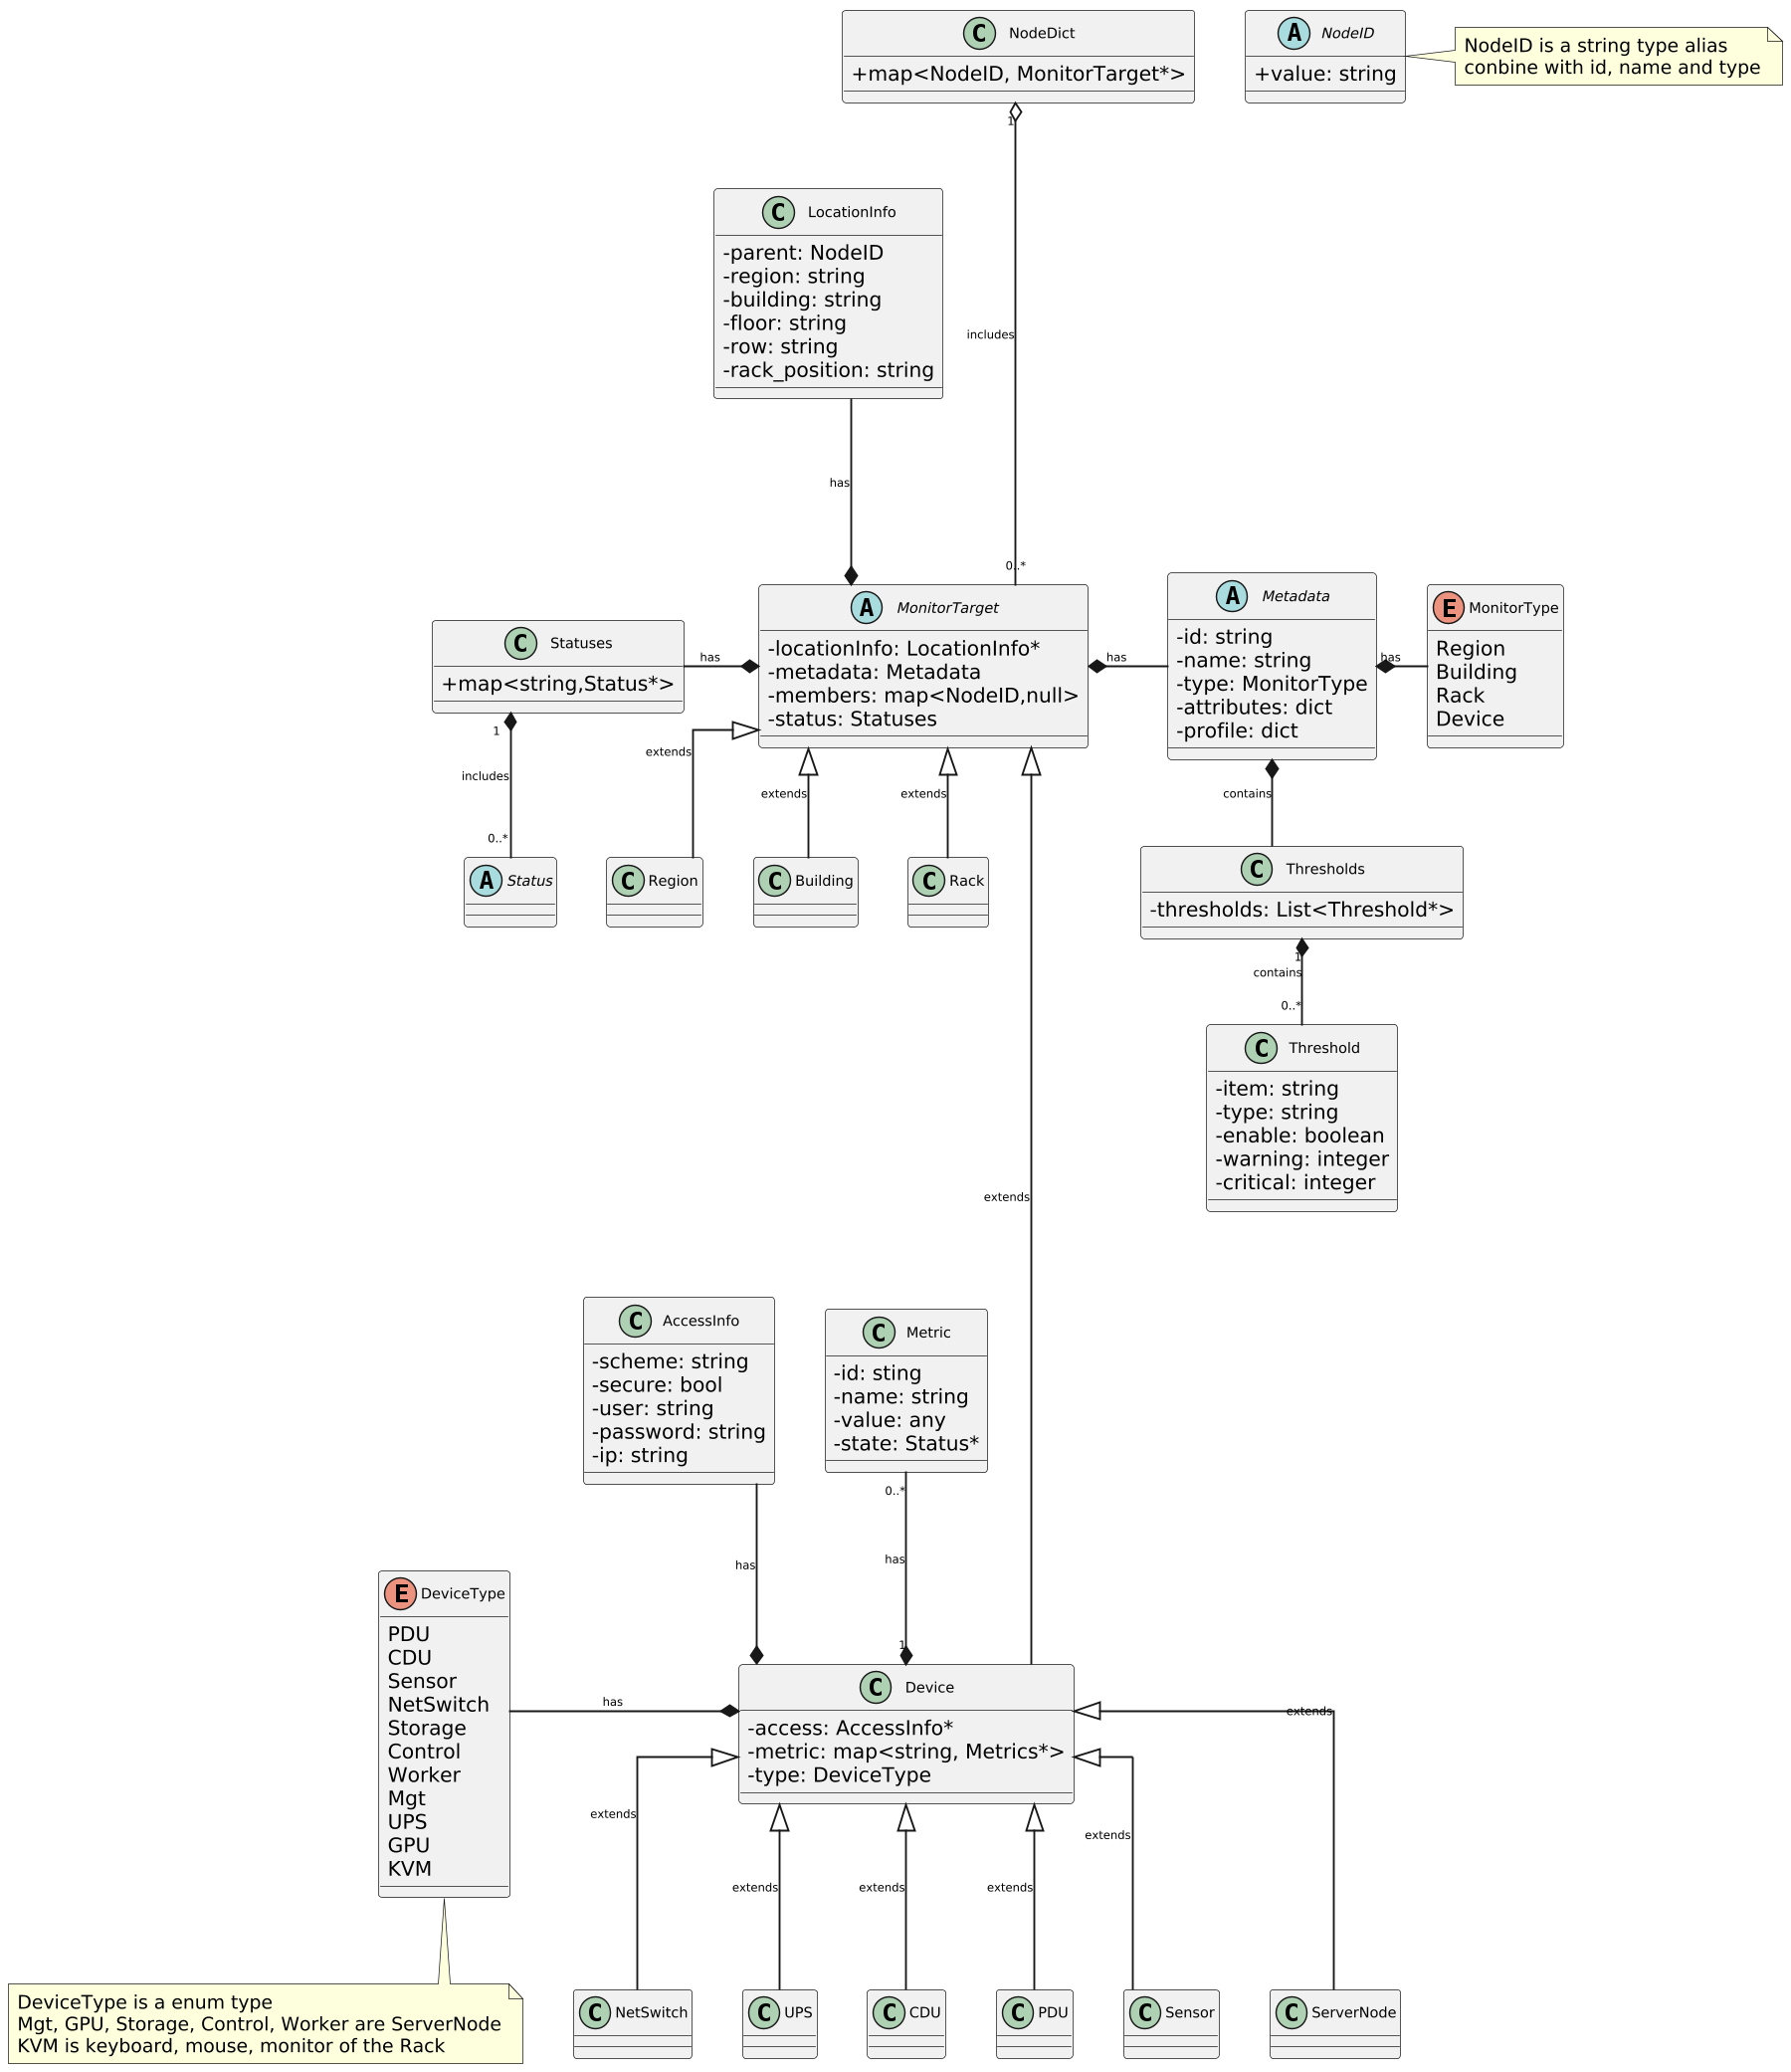 C NodeDict
+map<NodeID, MonitorTarget*>
A NodeID
+value: string
NodeID is a string type alias
conbine with id, name and type
1
includes
0..*
C LocationInfo
-parent: NodeID
-region: string
-building: string
-floor: string
-row: string
-rack_position: string
has
C Statuses
+map<string,Status*>
has
A MonitorTarget
-locationInfo: LocationInfo*
-metadata: Metadata
-members: map<NodeID,null>
-status: Statuses
has
A Metadata
-id: string
-name: string
-type: MonitorType
-attributes: dict
-profile: dict
has
E MonitorType
Region
Building
Rack
Device
1
includes
0..*
extends
extends
extends
contains
A Status
C Region
C Building
C Rack
C Thresholds
-thresholds: List<Threshold*>
1
contains
0..*
C Threshold
-item: string
-type: string
-enable: boolean
-warning: integer
-critical: integer
extends
C AccessInfo
-scheme: string
-secure: bool
-user: string
-password: string
-ip: string
C Metric
-id: sting
-name: string
-value: any
-state: Status*
has
0..*
has
1
E DeviceType
PDU
CDU
Sensor
NetSwitch
Storage
Control
Worker
Mgt
UPS
GPU
KVM
has
C Device
-access: AccessInfo*
-metric: map<string, Metrics*>
-type: DeviceType
extends
extends
extends
extends
extends
extends
DeviceType is a enum type
Mgt, GPU, Storage, Control, Worker are ServerNode
KVM is keyboard, mouse, monitor of the Rack
C NetSwitch
C UPS
C CDU
C PDU
C Sensor
C ServerNode